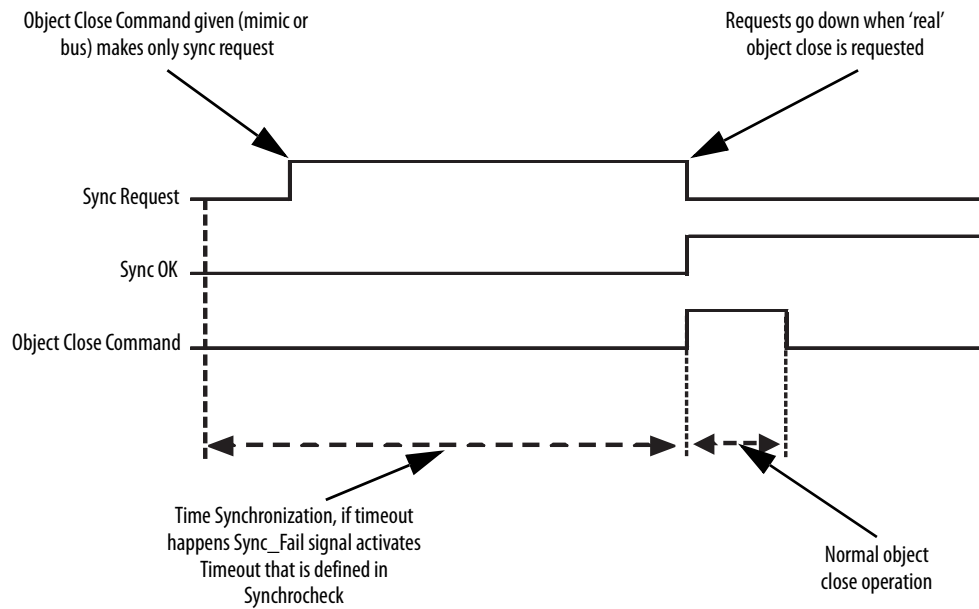 Object Close Command given (mimic or
bus) makes only sync request
Requests go down when ‘real’
object close is requested
Sync Request
Sync OK
Object Close Command
Time Synchronization, if timeout
happens Sync_Fail signal activates
Timeout that is defined in
Synchrocheck
Normal object
close operation